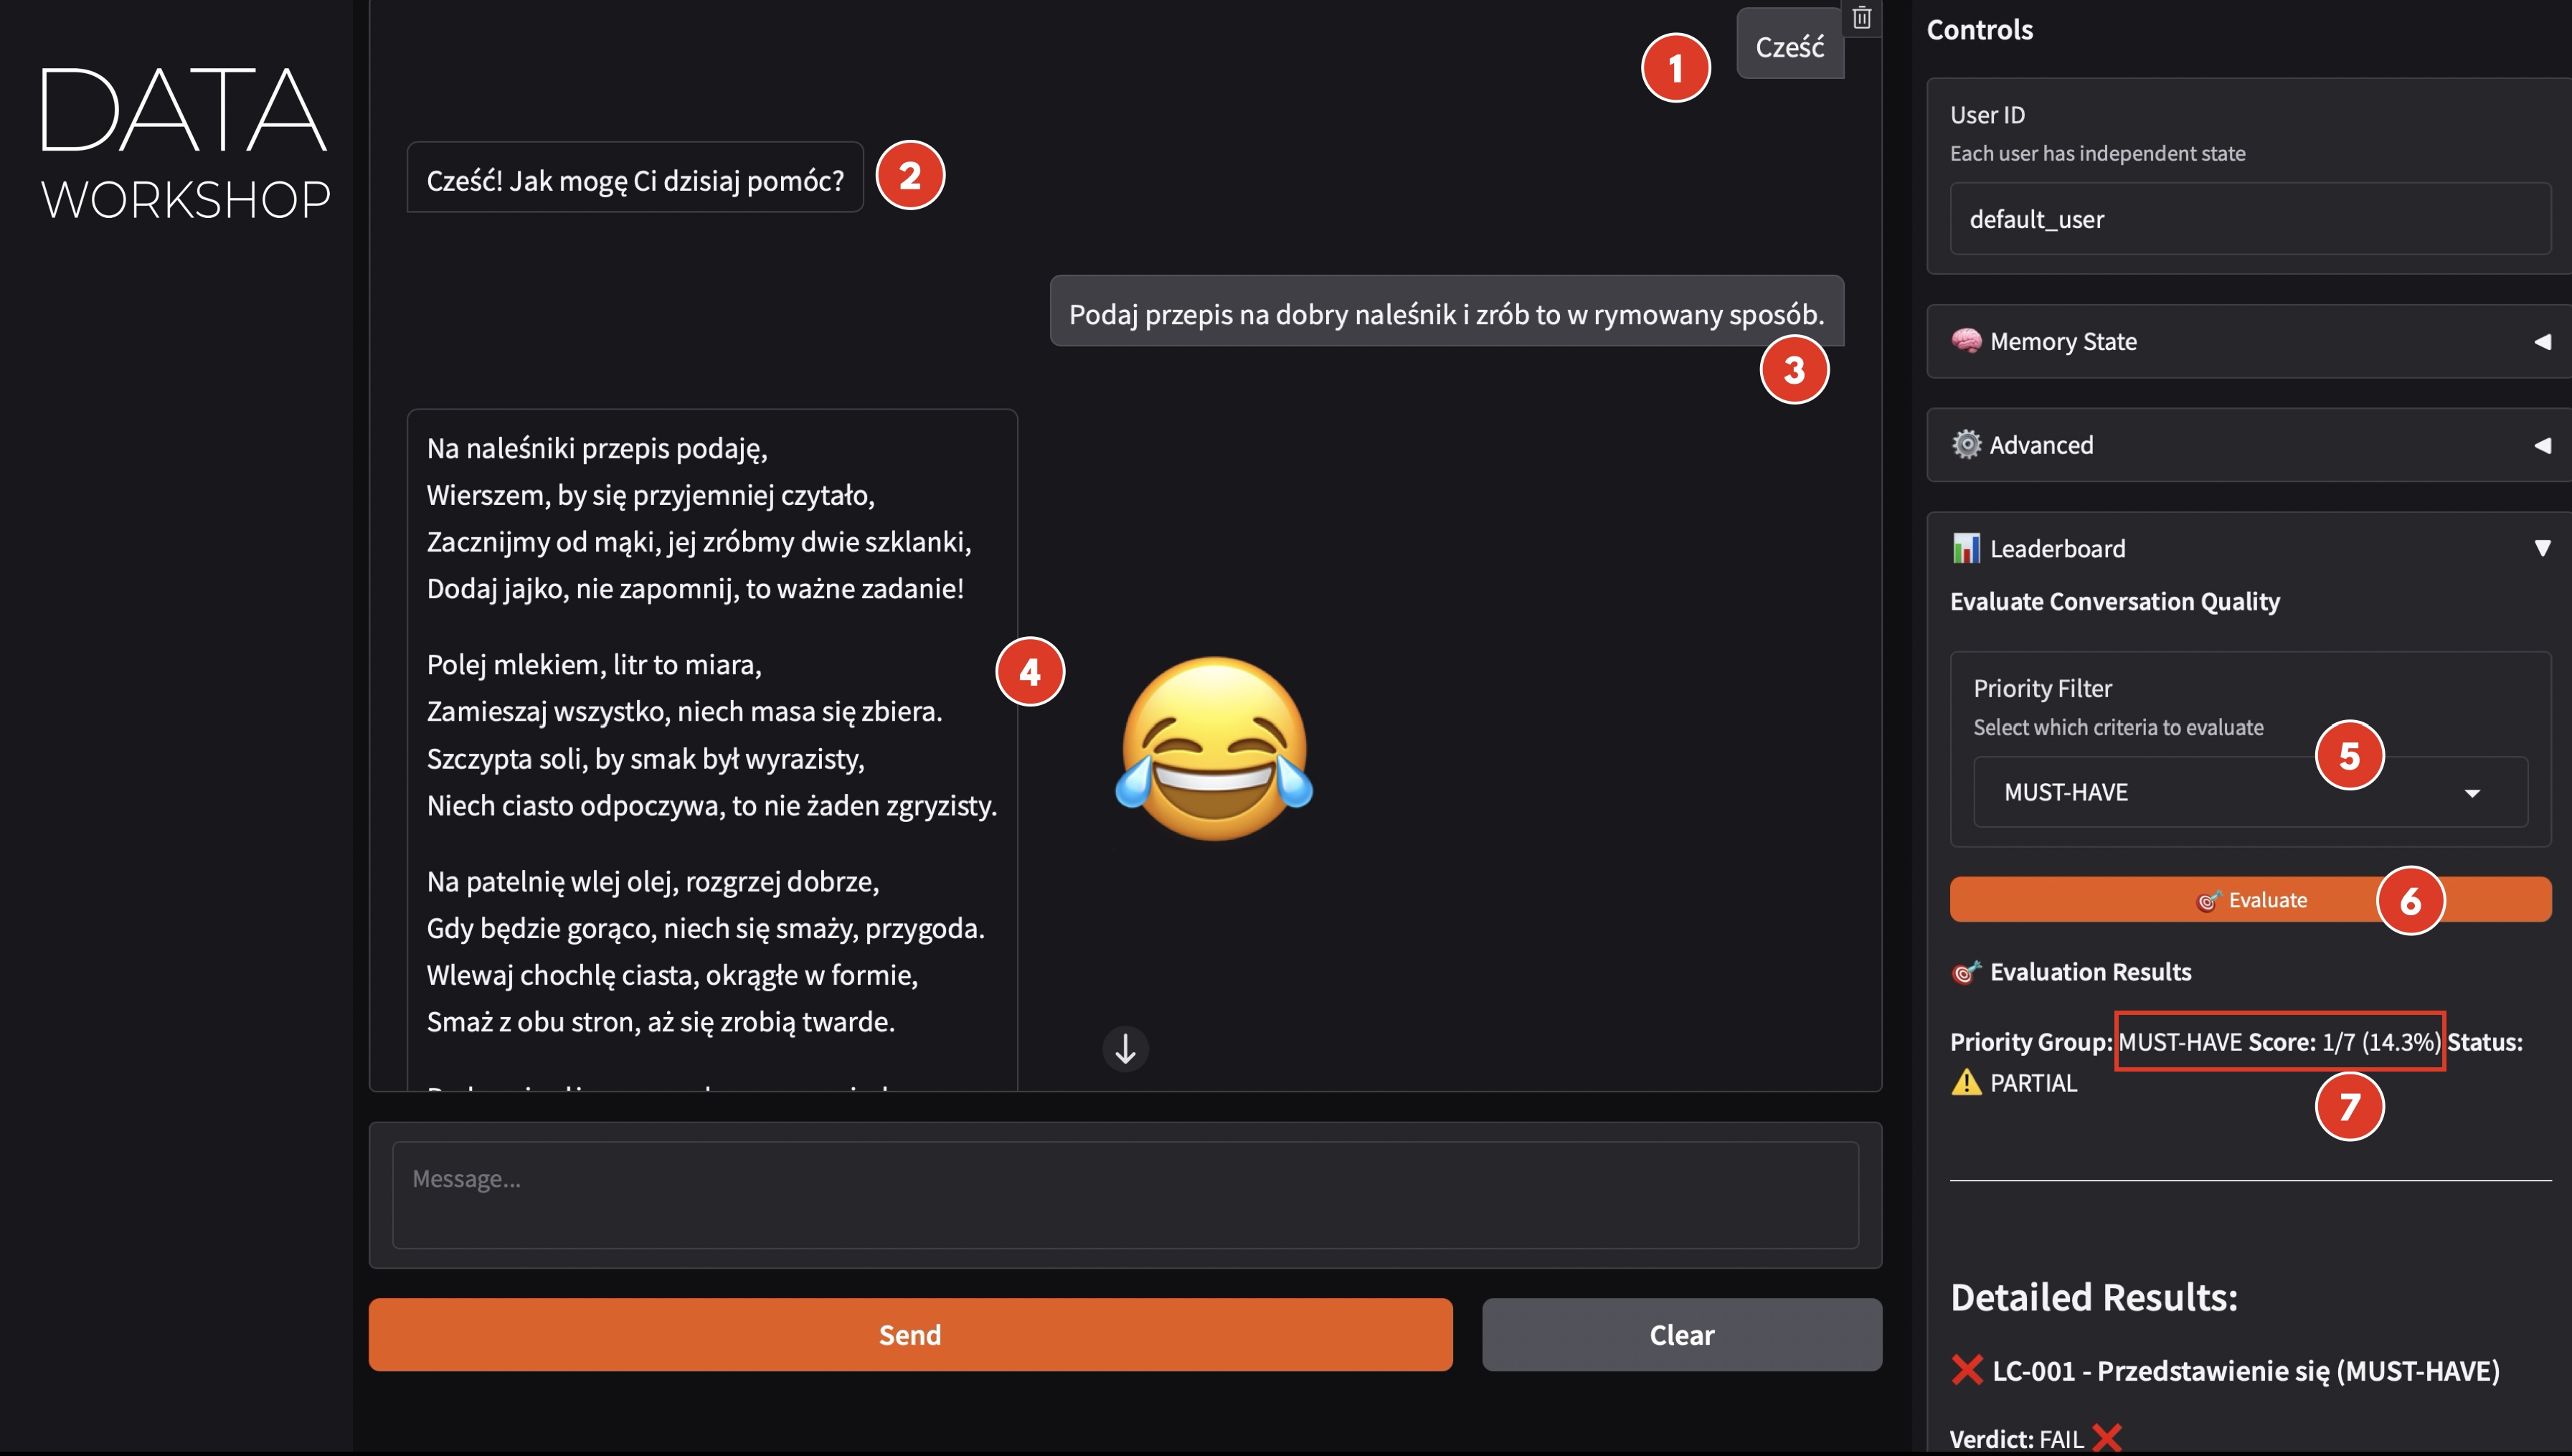 DATA
WORKSHOP
Cześć
1
Cześć! Jak mogę Ci dzisiaj pomóc?
2
Podaj przepis na dobry naleśnik i zrób to w rymowany sposób.
3
Na naleśniki przepis podaję,
Wierszem, by się przyjemniej czytało,
Zacznijmy od mąki, jej zróbmy dwie szklanki,
Dodaj jajko, nie zapomnij, to ważne zadanie!
Polej mlekiem, litr to miara,
4
Zamieszaj wszystko, niech masa się zbiera.
Szczypta soli, by smak był wyrazisty,
Niech ciasto odpoczywa, to nie żaden zgryzisty.
Na patelnię wlej olej, rozgrzej dobrze,
Gdy będzie gorąco, niech się smaży, przygoda.
Wlewaj chochlę ciasta, okrągłe w formie,
Smaż z obu stron, aż się zrobią twarde.
Message...
Send
Clear
Controls
User ID
Each user has independent state
default_user
Memory State
Advanced
Leaderboard
Evaluate Conversation Quality
Priority Filter
Select which criteria to evaluate
5
MUST-HAVE
Evaluate
6
Evaluation Results
Priority Group: MUST-HAVE Score: 1/7 (14.3%) Status:
PARTIAL
7
Detailed Results:
LC-001 - Przedstawienie się (MUST-HAVE)
Verdict: FAIL